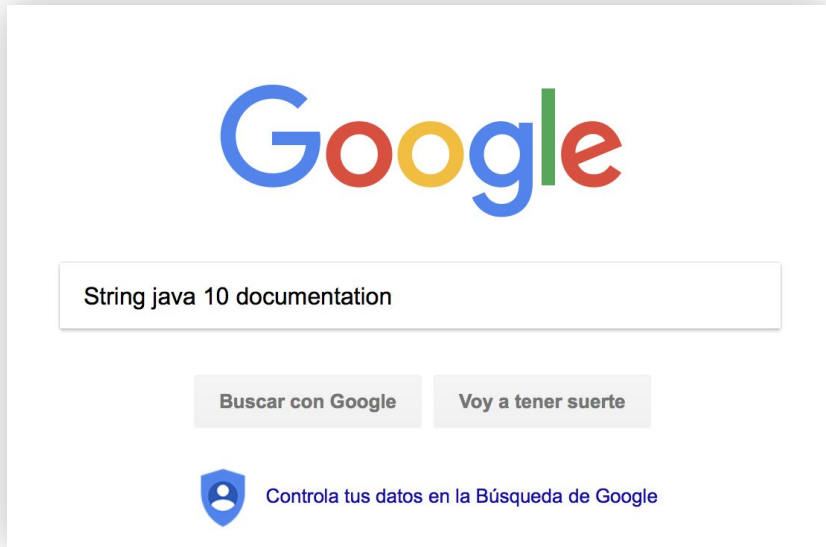 Google
String java 10 documentation
Buscar con Google
Voy a tener suerte
Controla tus datos en la Búsqueda de Google